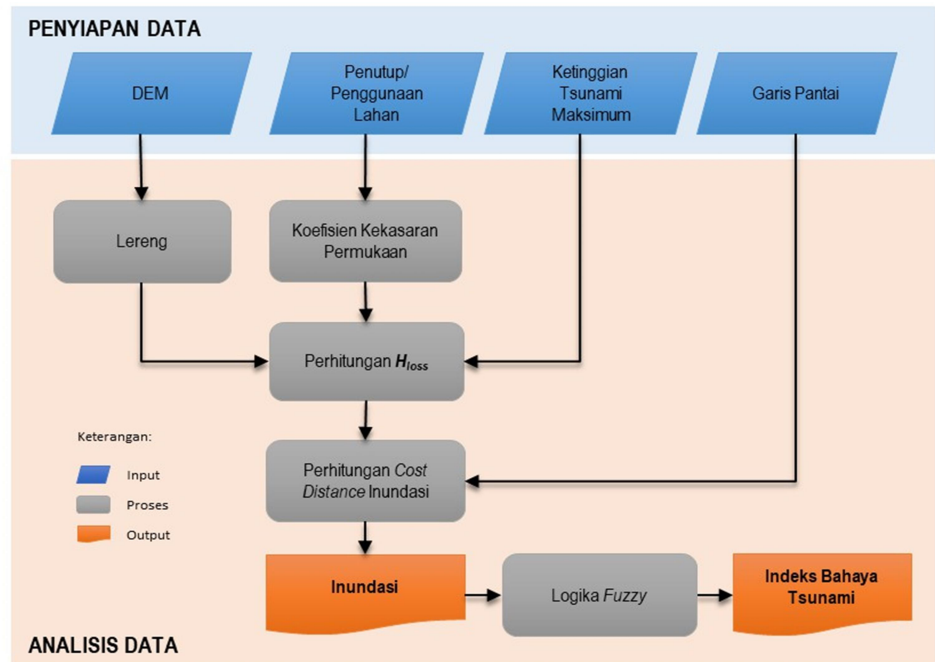 PENYIAPAN DATA
DEM
Penutup/
Penggunaan
Lahan
Ketinggian
Tsunami
Maksimum
Garis Pantai
Lereng
Koefisien Kekasaran
Permukaan
Perhitungan Hloss
Perhitungan Cost
Distance Inundasi
Keterangan:
Input
Proses
Output
Inundasi
Logika Fuzzy
Indeks Bahaya
Tsunami
ANALISIS DATA